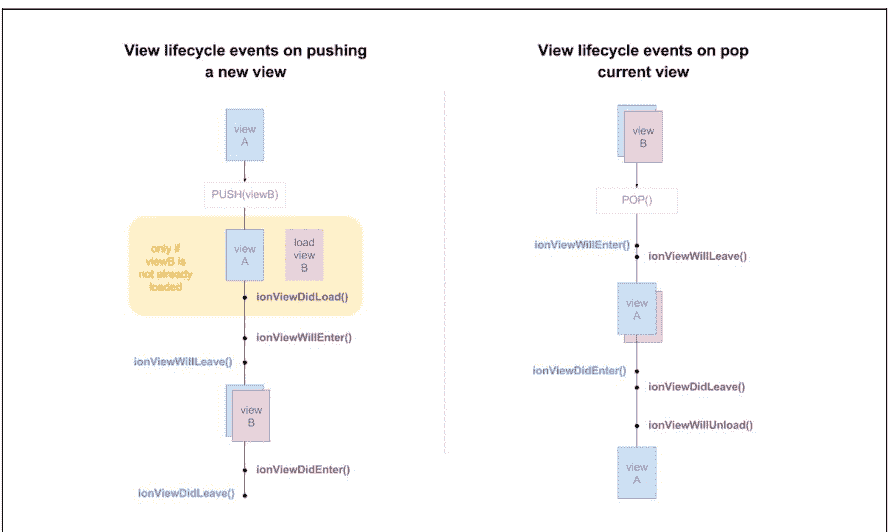 View lifecycle events on pushing
a new view
view
A
PUSH(viewB)
only if
viewB is
not already
loaded
view
A
load
view
B
ionViewDidLoad()
ionViewWillEnter()
ionViewWillLeave()
view
B
ionViewDidEnter()
ionViewDidLeave()
View lifecycle events on pop
current view
view
B
POP()
ionViewWillEnter()
ionViewWillLeave()
view
A
ionViewDidEnter()
ionViewDidLeave()
ionViewWillUnload()
view
A